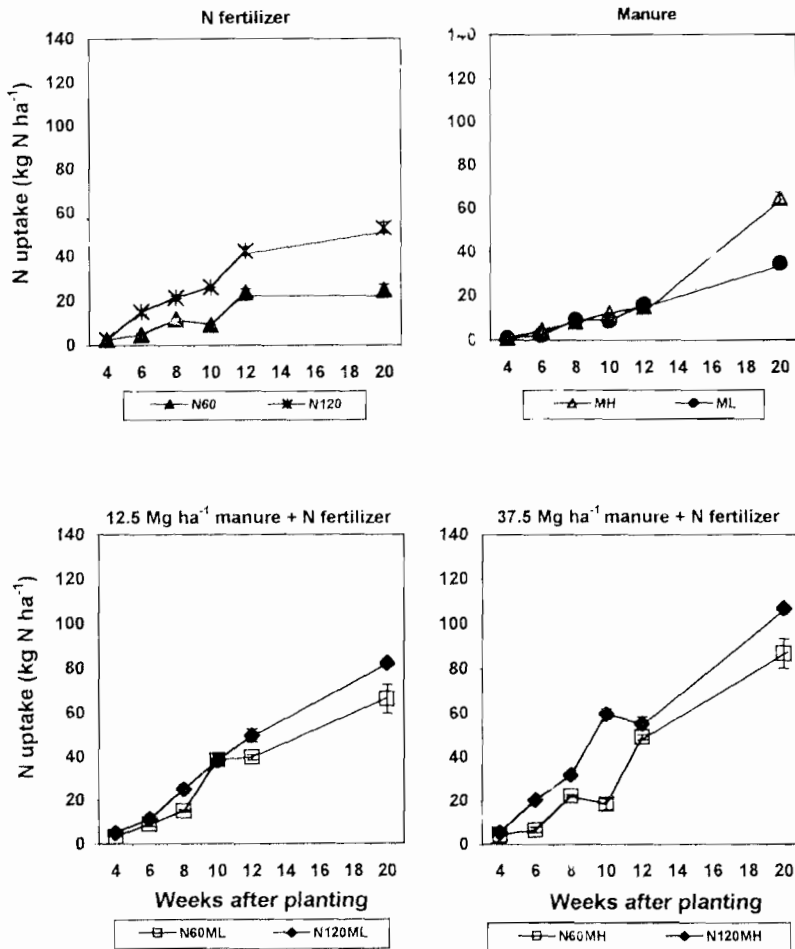 N fertilizer
140
120
100
80
60
40
20
0
N uptake (kg N ha⁻¹)
4 6 8 10 12 14 16 18 20
N60 N120
Manure
140
120
100
80
60
40
20
0
4 6 8 10 12 14 16 18 20
MH ML
12.5 Mg ha⁻¹ manure + N fertilizer
140
120
100
80
60
40
20
0
N uptake (kg N ha⁻¹)
4 6 8 10 12 14 16 18 20
Weeks after planting
N60ML N120ML
37.5 Mg ha⁻¹ manure + N fertilizer
140
120
100
80
60
40
20
0
4 6 8 10 12 14 16 18 20
Weeks after planting
N60MH N120MH